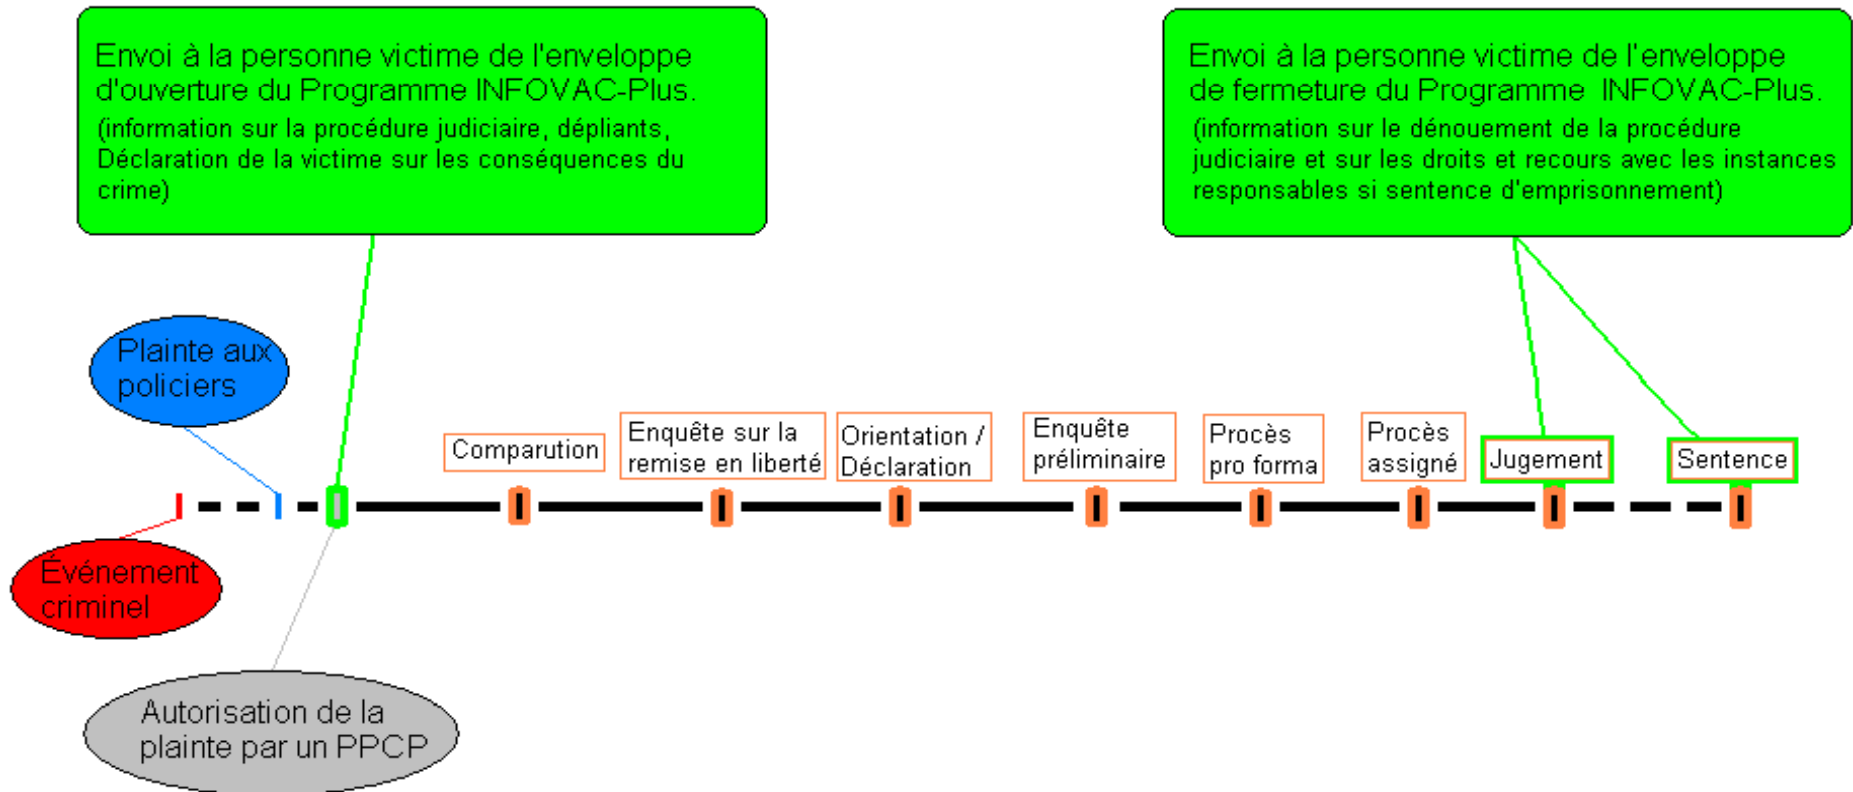 Envoi à la personne victime de l'enveloppe
d'ouverture du Programme INFOVAC-Plus.
(information sur la procédure judiciaire, dépliants,
Déclaration de la victime sur les conséquences du
crime)
Envoi à la personne victime de l'enveloppe
de fermeture du Programme INFOVAC-Plus.
(information sur le dénouement de la procédure
judiciaire et sur les droits et recours avec les instances
responsables si sentence d'emprisonnement)
Plainte aux
policiers
Comparution
Enquête sur la
remise en liberté
Orientation /
Déclaration
Enquête
préliminaire
Procès
pro forma
Procès
assigné
Jugement
Sentence
Événement
criminel
Autorisation de la
plainte par un PPCP